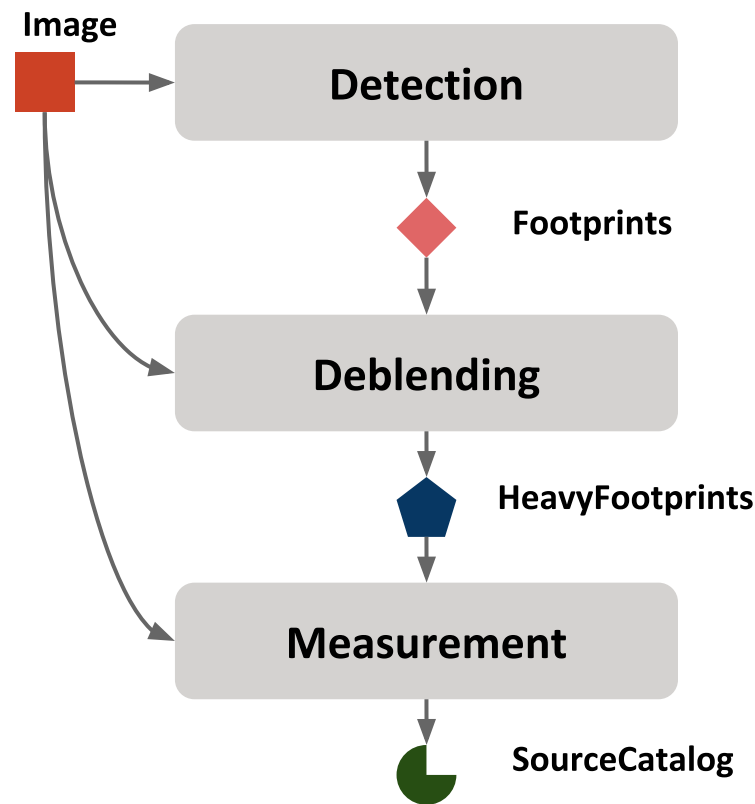 Image
Detection
Footprints
Deblending
HeavyFootprints
Measurement
SourceCatalog